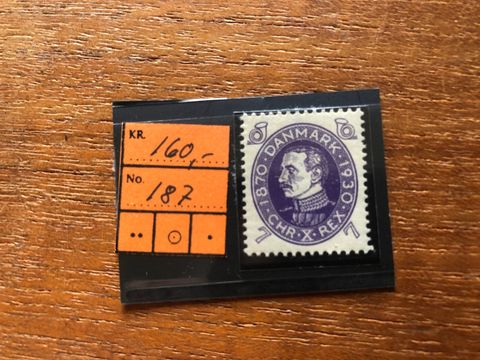 KR.
160,-
No.
187
1870 · DANMARK · 1930
CHR · X · REX
7 7